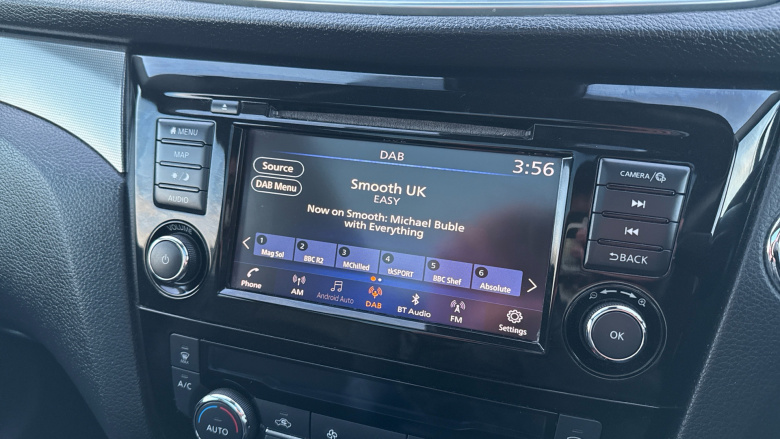 MENU
MAP
AUDIO
VOLUME
DAB
3:56
Source
DAB Menu
Smooth UK
EASY
Now on Smooth: Michael Buble
with Everything
1 Mag Sol
2 BBC R2
3 MChilled
4 tkSPORT
5 BBC Shef
6 Absolute
Phone
AM
Android Auto
DAB
BT Audio
FM
Settings
CAMERA/
BACK
OK
A/C
AUTO